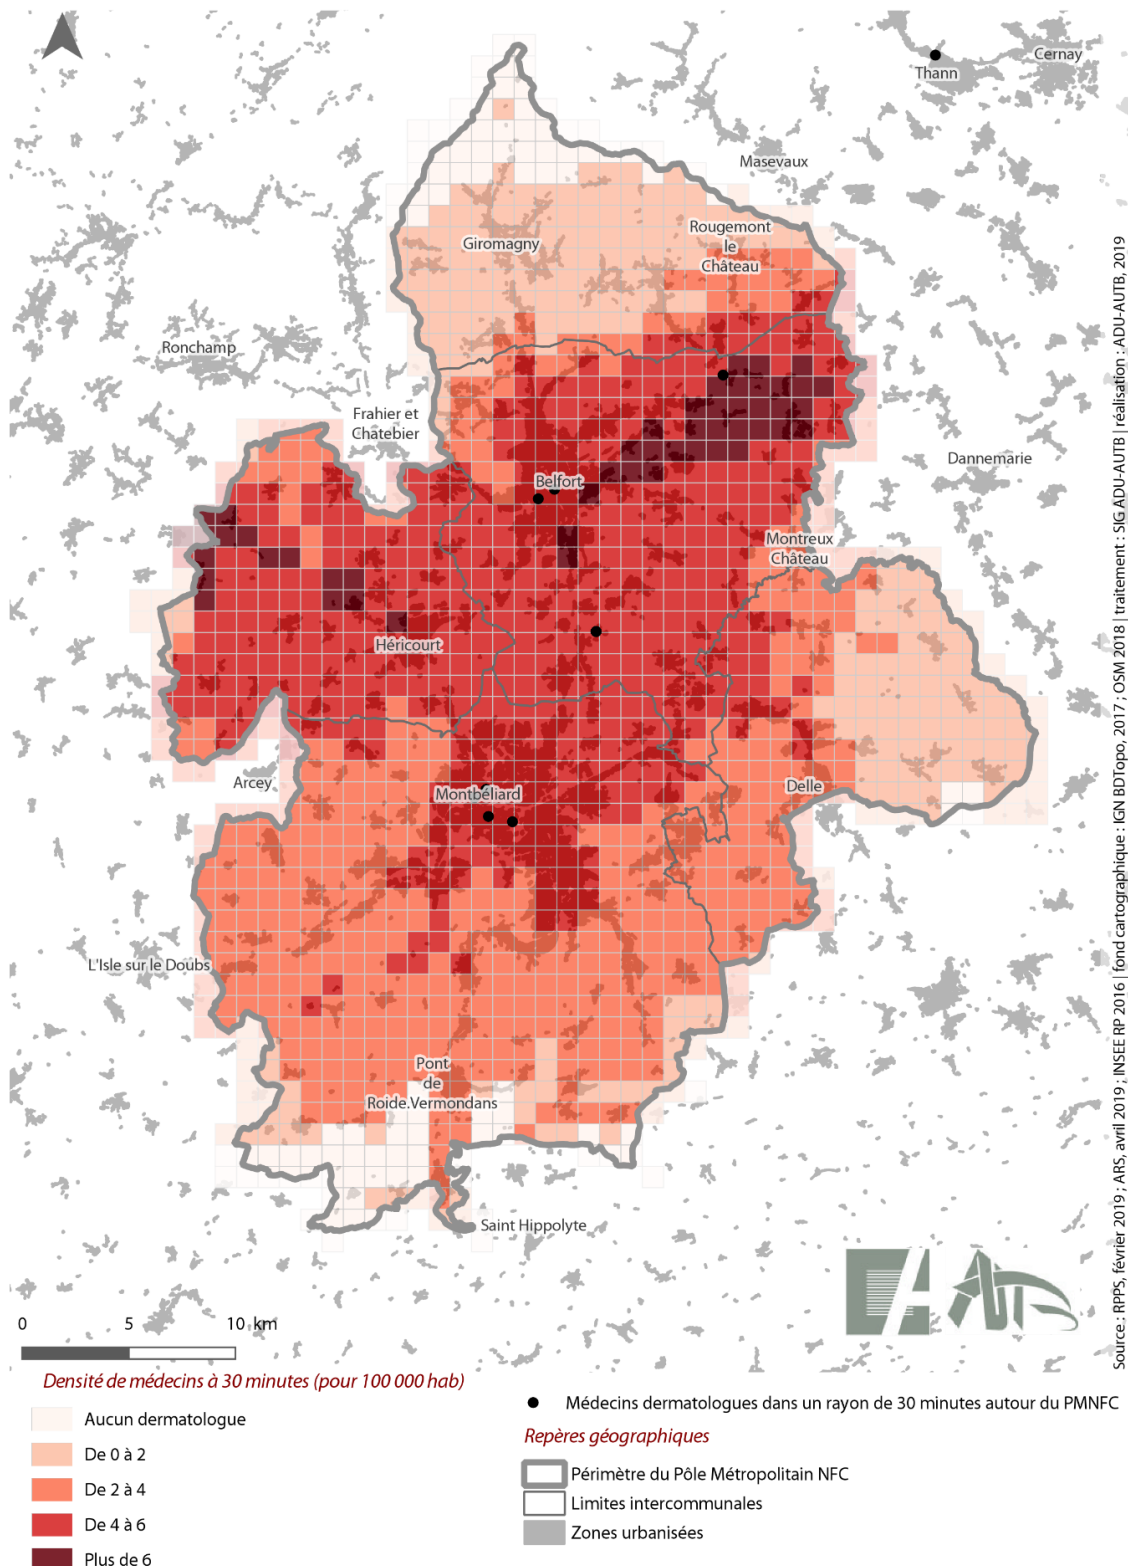 Cernay
Thann
Masevaux
Rougemont
le
Château
Giromagny
Ronchamp
Frahier et
Chatebier
Dannemarie
Belfort
Montreux
Château
Héricourt
Arcey
Montbéliard
Delle
L'Isle sur le Doubs
Pont
de
Roide.Vermondans
Saint Hippolyte
Source : RPPS, février 2019 ; ARS, avril 2019 ; INSEE RP 2016 | fond cartographique : IGN BDTopo, 2017 ; OSM 2018 | traitement : SIG ADU-AUTB | réalisation : ADU-AUTB, 2019
0 5 10 km
Densité de médecins à 30 minutes (pour 100 000 hab)
Aucun dermatologue
De 0 à 2
De 2 à 4
De 4 à 6
Plus de 6
Médecins dermatologues dans un rayon de 30 minutes autour du PMNFC
Repères géographiques
Périmètre du Pôle Métropolitain NFC
Limites intercommunales
Zones urbanisées